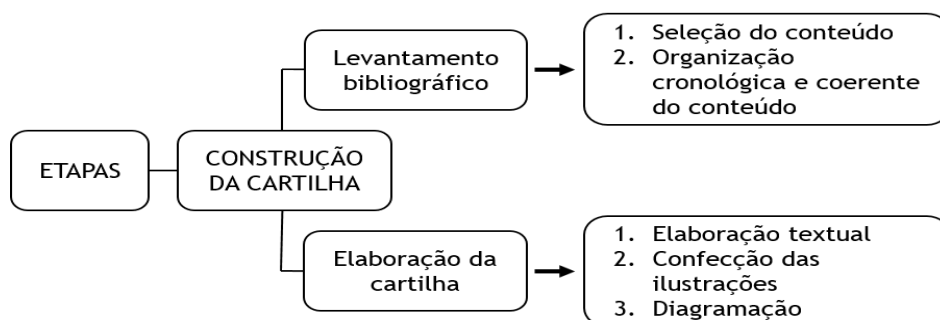 ETAPAS
CONSTRUÇÃO
DA CARTILHA
Levantamento
bibliográfico
1. Seleção do conteúdo
2. Organização
cronológica e coerente
do conteúdo
Elaboração da
cartilha
1. Elaboração textual
2. Confecção das
ilustrações
3. Diagramação